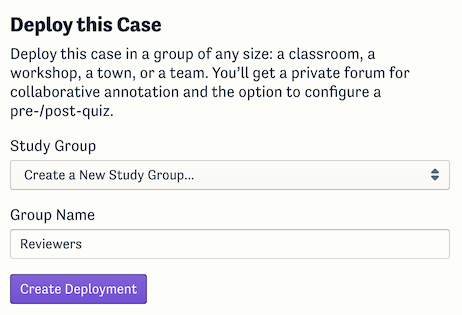 Deploy this Case
Deploy this case in a group of any size: a classroom, a
workshop, a town, or a team. You’ll get a private forum for
collaborative annotation and the option to configure a
pre-/post-quiz.
Study Group
Create a New Study Group...
Group Name
Reviewers
Create Deployment